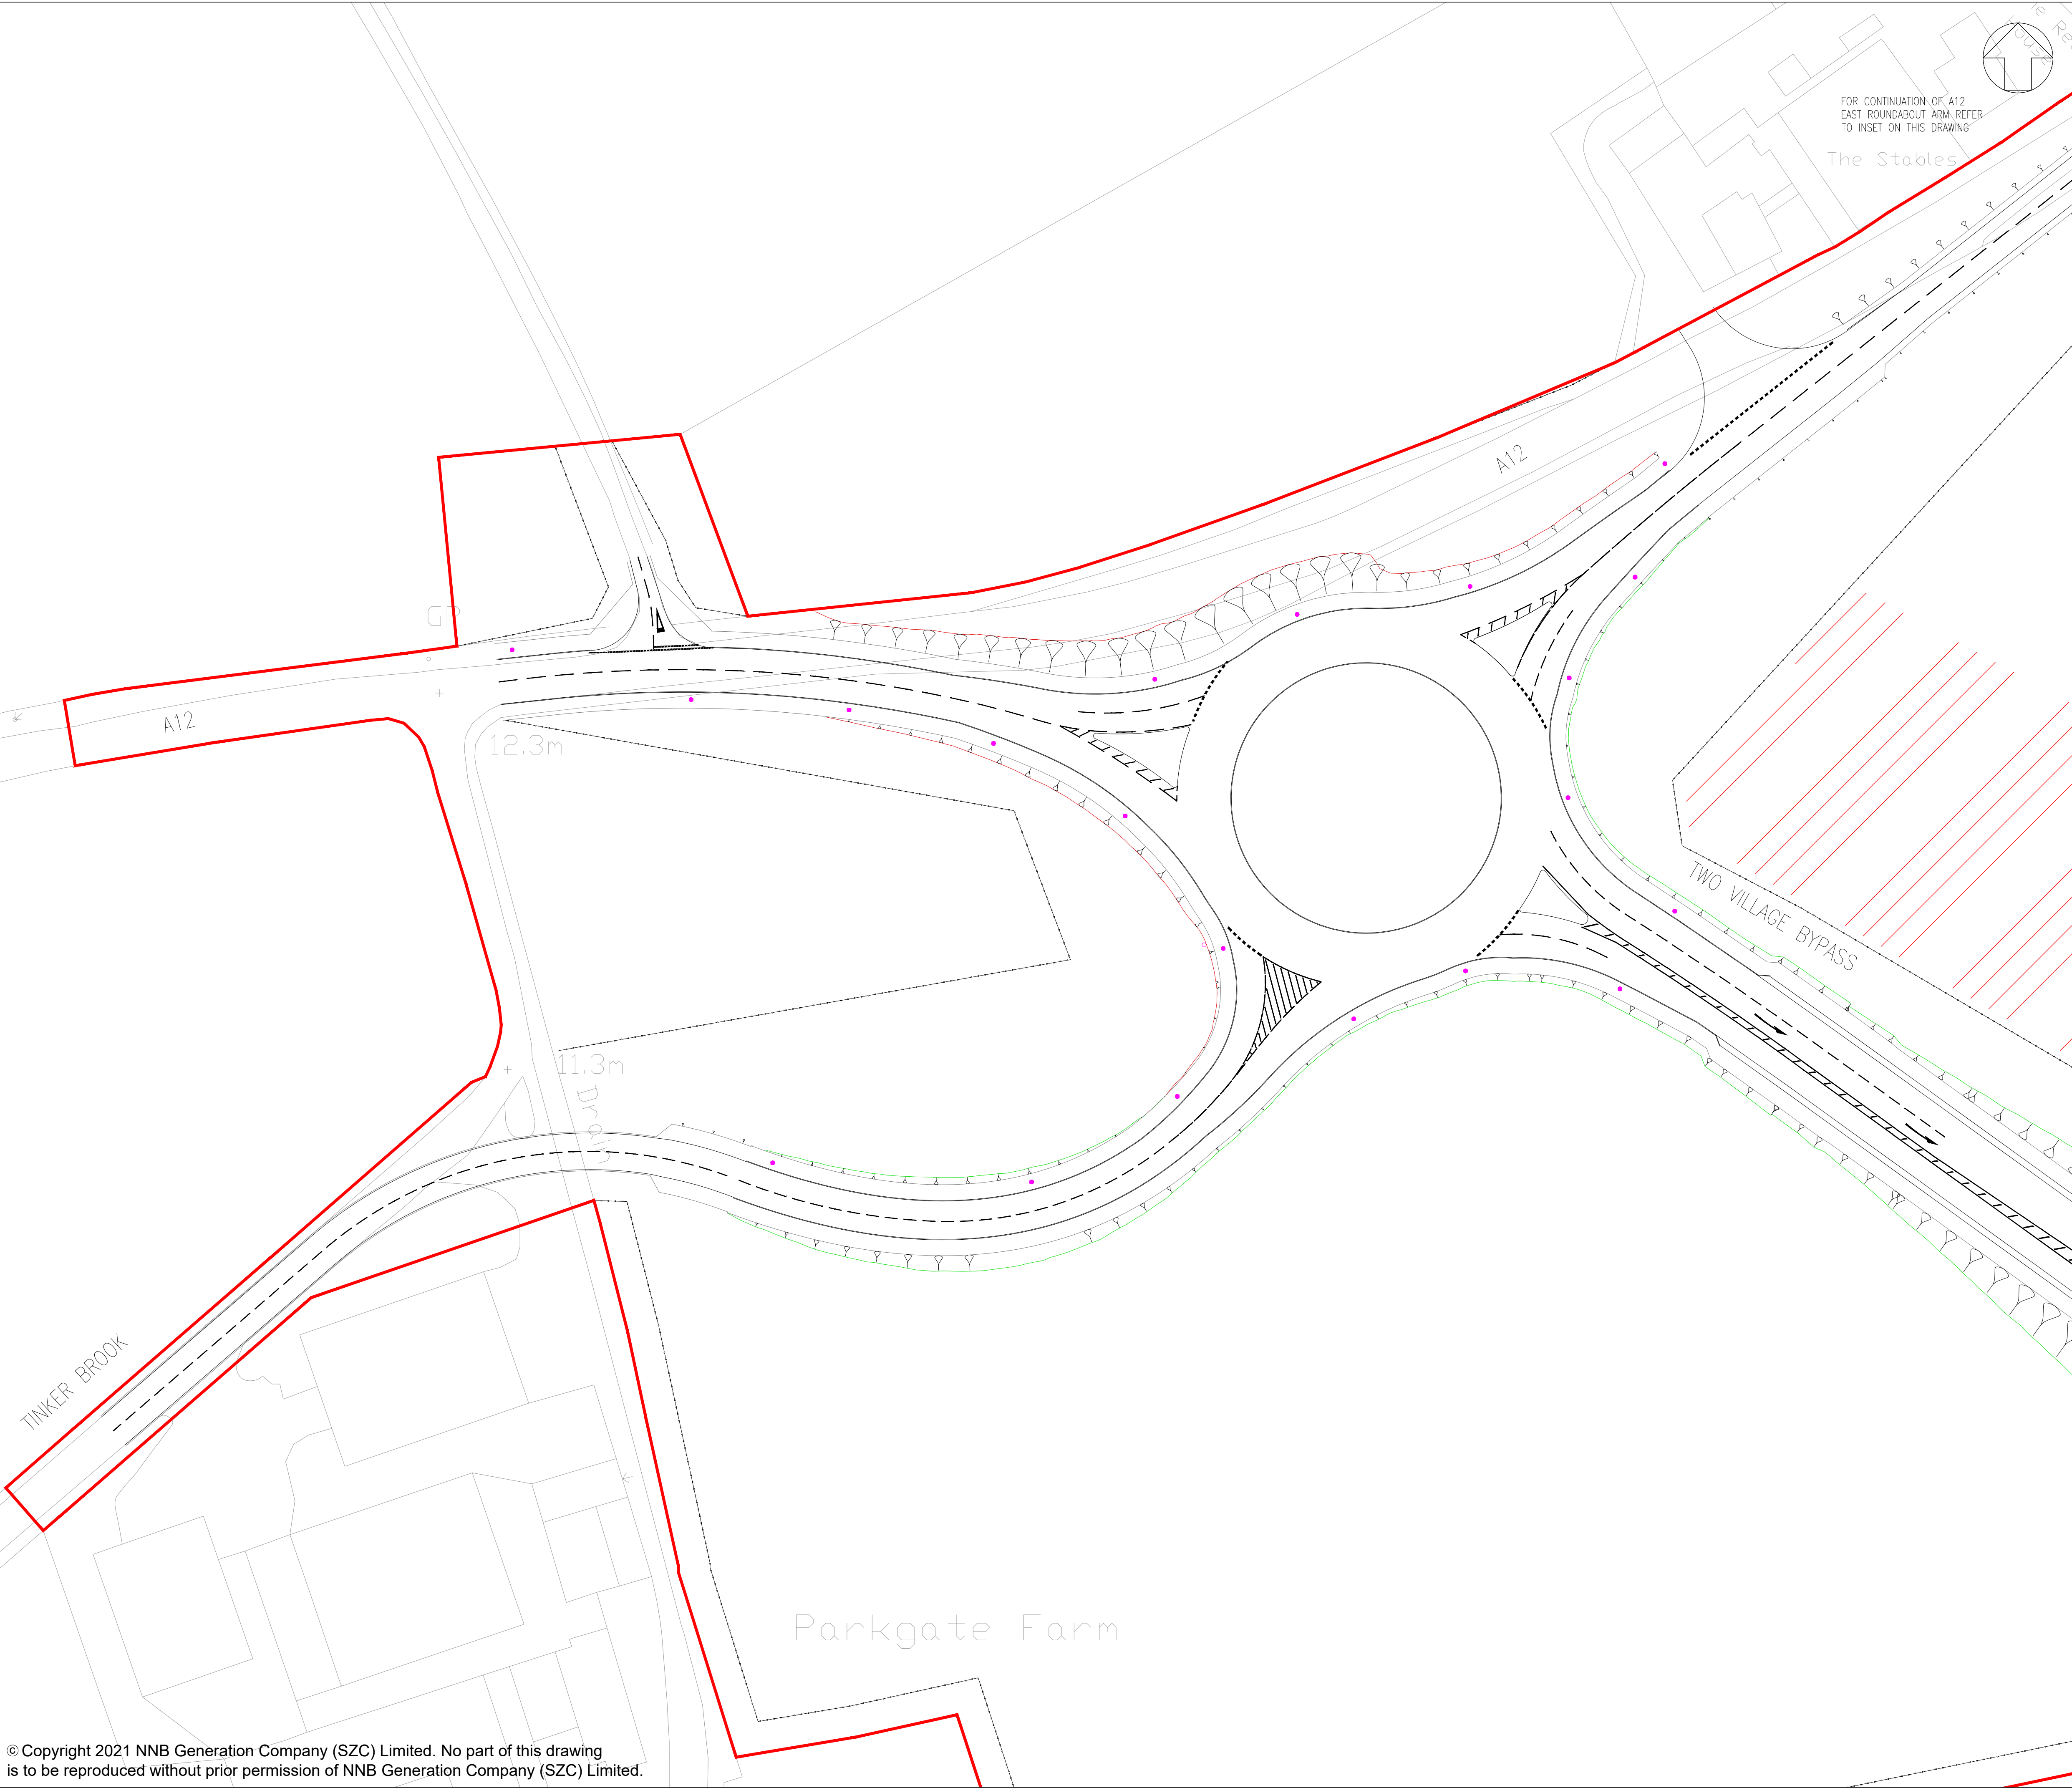 FOR CONTINUATION OF A12
EAST ROUNDABOUT ARM REFER
TO INSET ON THIS DRAWING
The Stables
A12
GP
A12
12.3m
TWO VILLAGE BYPASS
11.3m
Drain
TINKER BROOK
Parkgate Farm
© Copyright 2021 NNB Generation Company (SZC) Limited. No part of this drawing
is to be reproduced without prior permission of NNB Generation Company (SZC) Limited.